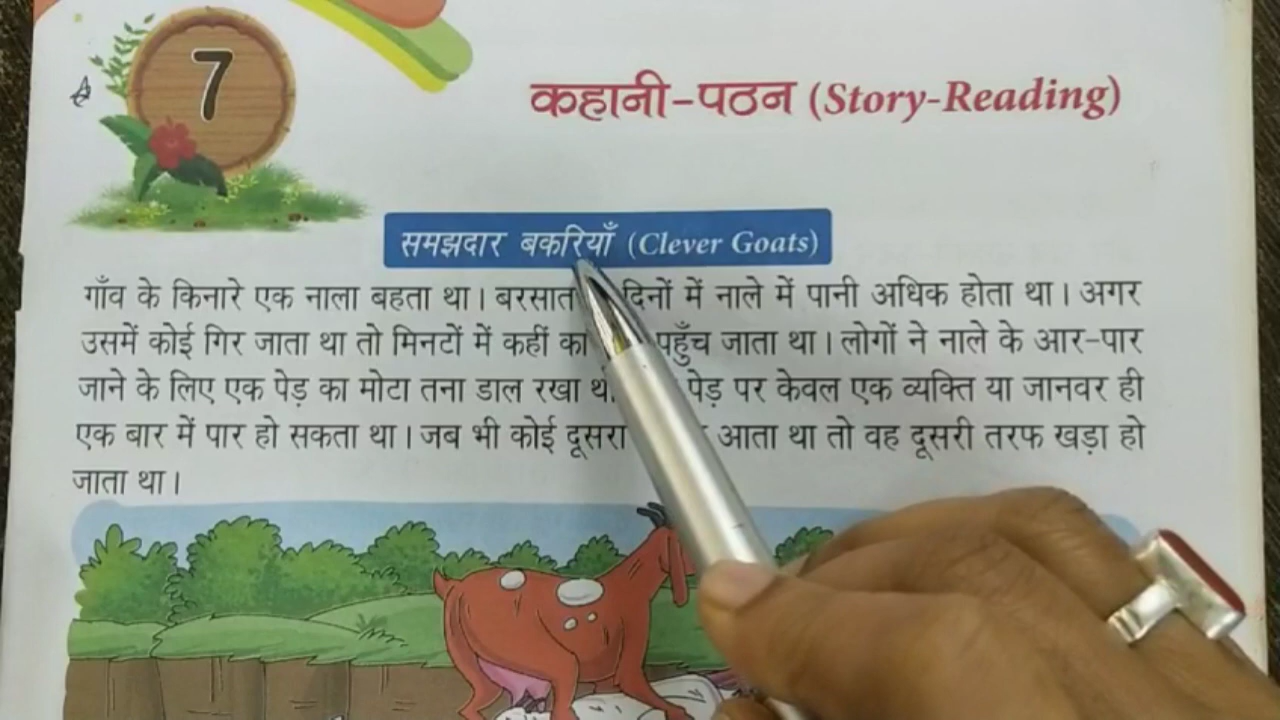 7
कहानी-पठन (Story-Reading)
समझदार बकरियाँ (Clever Goats)
गाँव के किनारे एक नाला बहता था। बरसात दिनों में नाले में पानी अधिक होता था। अगर
उसमें कोई गिर जाता था तो मिनटों में कहीं का पहुँच जाता था। लोगों ने नाले के आर-पार
जाने के लिए एक पेड़ का मोटा तना डाल रखा पेड़ पर केवल एक व्यक्ति या जानवर ही
एक बार में पार हो सकता था। जब भी कोई दूसरा आता था तो वह दूसरी तरफ खड़ा हो
जाता था।